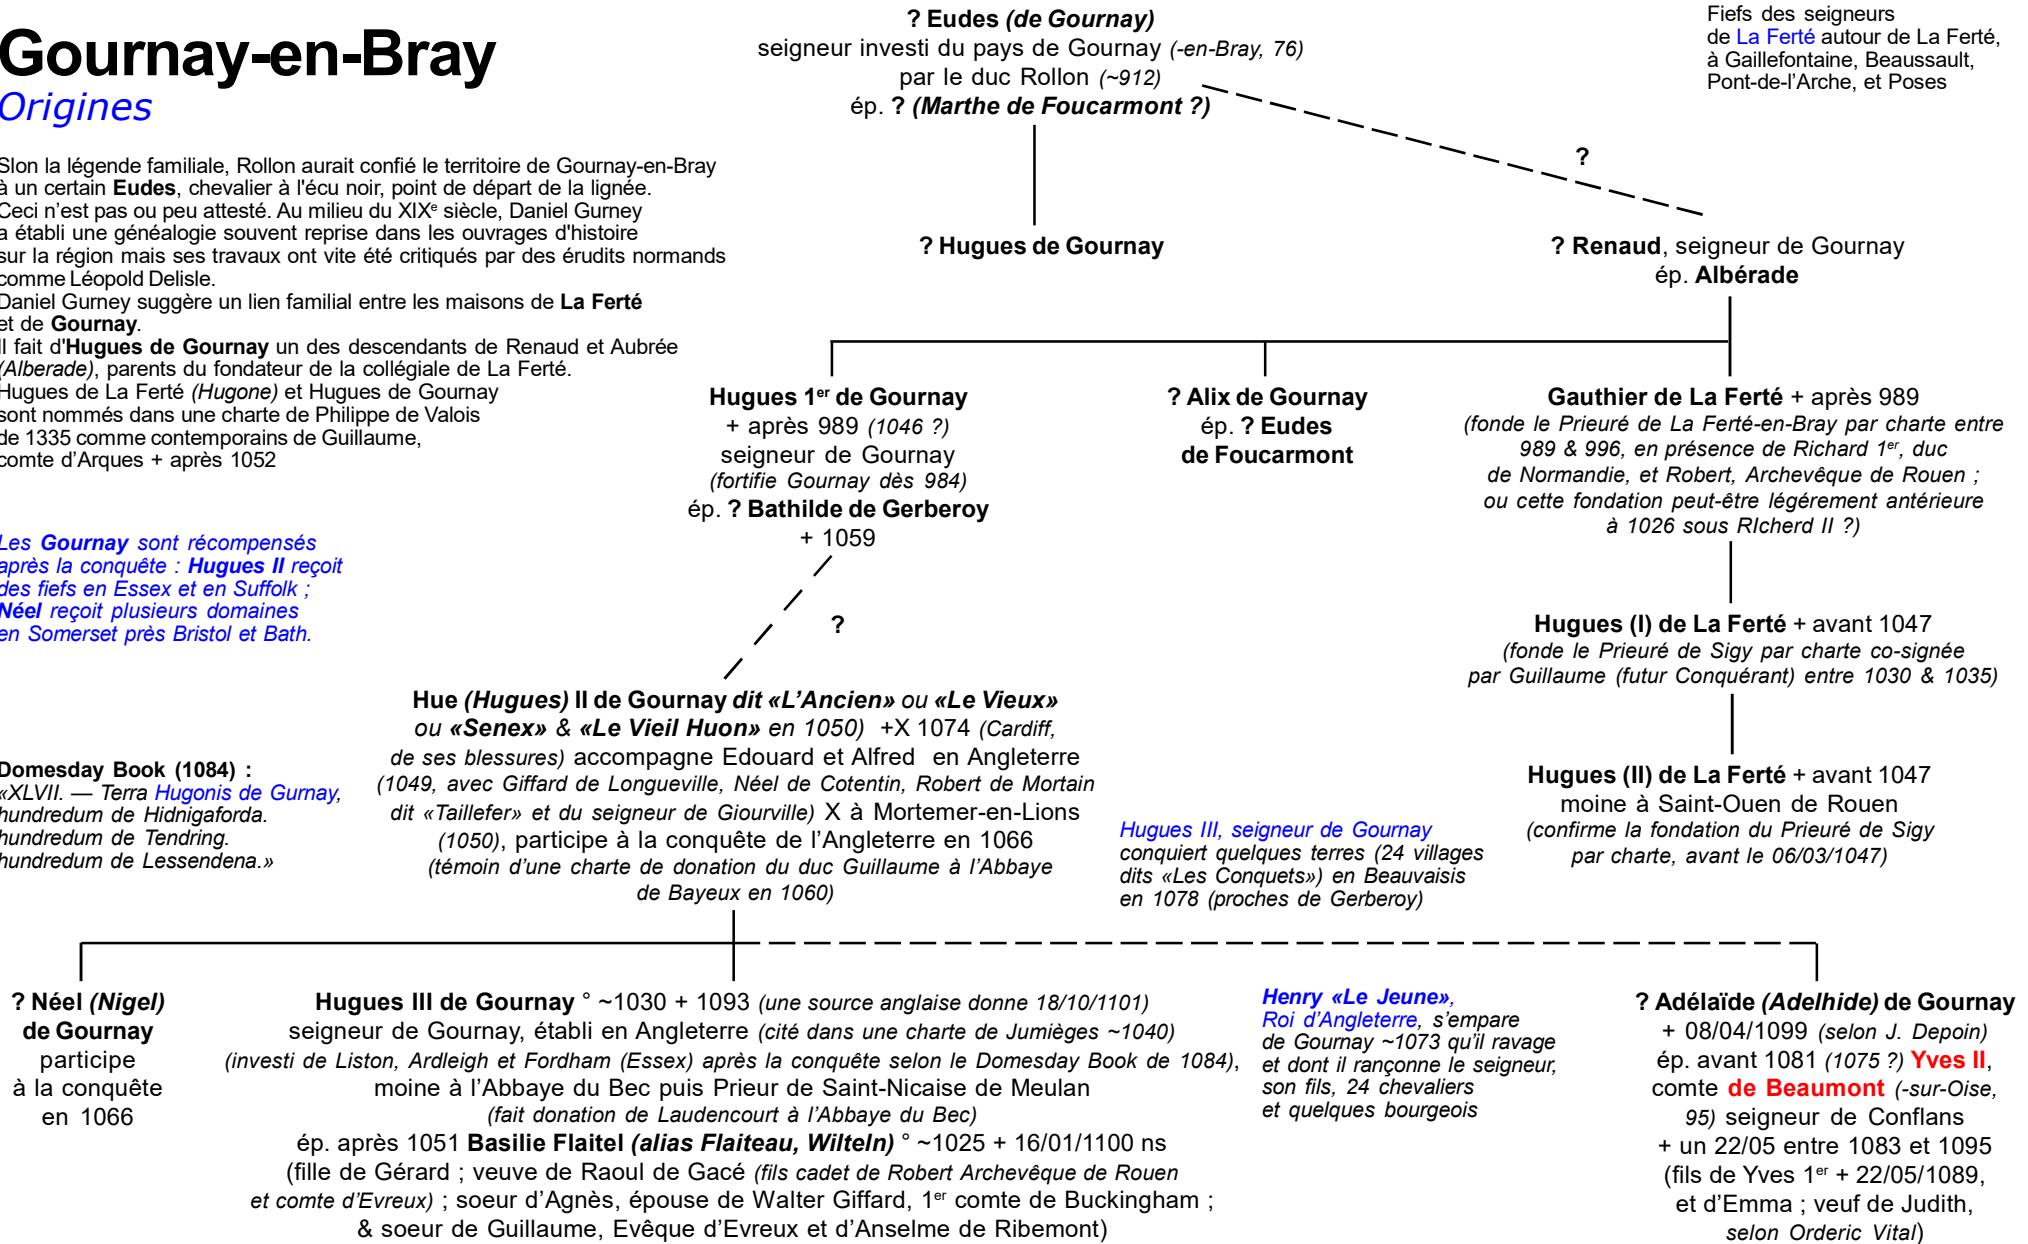 Gournay-en-Bray
Origines
Slon la légende familiale, Rollon aurait confié le territoire de Gournay-en-Bray
à un certain Eudes, chevalier à l'écu noir, point de départ de la lignée.
Ceci n’est pas ou peu attesté. Au milieu du XIXe siècle, Daniel Gurney
a établi une généalogie souvent reprise dans les ouvrages d'histoire
sur la région mais ses travaux ont vite été critiqués par des érudits normands
comme Léopold Delisle.
Daniel Gurney suggère un lien familial entre les maisons de La Ferté
et de Gournay.
Il fait d'Hugues de Gournay un des descendants de Renaud et Aubrée
(Alberade), parents du fondateur de la collégiale de La Ferté.
Hugues de La Ferté (Hugone) et Hugues de Gournay
sont nommés dans une charte de Philippe de Valois
de 1335 comme contemporains de Guillaume,
comte d’Arques + après 1052
Les Gournay sont récompensés
après la conquête : Hugues II reçoit
des fiefs en Essex et en Suffolk ;
Néel reçoit plusieurs domaines
en Somerset près Bristol et Bath.
Domesday Book (1084) :
«XLVII. — Terra Hugonis de Gurnay,
hundredum de Hidnigaforda.
hundredum de Tendring.
hundredum de Lessendena.»
? Eudes (de Gournay)
seigneur investi du pays de Gournay (-en-Bray, 76)
par le duc Rollon (~912)
ép. ? (Marthe de Foucarmont ?)
Fiefs des seigneurs
de La Ferté autour de La Ferté,
à Gaillefontaine, Beaussault,
Pont-de-l’Arche, et Poses
?
? Hugues de Gournay
? Renaud, seigneur de Gournay
ép. Albérade
Hugues 1er de Gournay
+ après 989 (1046 ?)
seigneur de Gournay
(fortifie Gournay dès 984)
ép. ? Bathilde de Gerberoy
+ 1059
? Alix de Gournay
ép. ? Eudes
de Foucarmont
Gauthier de La Ferté + après 989
(fonde le Prieuré de La Ferté-en-Bray par charte entre
989 & 996, en présence de Richard 1er, duc
de Normandie, et Robert, Archevêque de Rouen ;
ou cette fondation peut-être légérement antérieure
à 1026 sous RIcherd II ?)
?
Hugues (I) de La Ferté + avant 1047
(fonde le Prieuré de Sigy par charte co-signée
par Guillaume (futur Conquérant) entre 1030 & 1035)
Hue (Hugues) II de Gournay dit «L’Ancien» ou «Le Vieux»
ou «Senex» & «Le Vieil Huon» en 1050) +X 1074 (Cardiff,
de ses blessures) accompagne Edouard et Alfred en Angleterre
(1049, avec Giffard de Longueville, Néel de Cotentin, Robert de Mortain
dit «Taillefer» et du seigneur de Giourville) X à Mortemer-en-Lions
(1050), participe à la conquête de l’Angleterre en 1066
(témoin d’une charte de donation du duc Guillaume à l’Abbaye
de Bayeux en 1060)
Hugues (II) de La Ferté + avant 1047
moine à Saint-Ouen de Rouen
(confirme la fondation du Prieuré de Sigy
par charte, avant le 06/03/1047)
Hugues III, seigneur de Gournay
conquiert quelques terres (24 villages
dits «Les Conquets») en Beauvaisis
en 1078 (proches de Gerberoy)
? Néel (Nigel)
de Gournay
participe
à la conquête
en 1066
Hugues III de Gournay ° ~1030 + 1093 (une source anglaise donne 18/10/1101)
seigneur de Gournay, établi en Angleterre (cité dans une charte de Jumièges ~1040)
(investi de Liston, Ardleigh et Fordham (Essex) après la conquête selon le Domesday Book de 1084),
moine à l’Abbaye du Bec puis Prieur de Saint-Nicaise de Meulan
(fait donation de Laudencourt à l’Abbaye du Bec)
ép. après 1051 Basilie Flaitel (alias Flaiteau, Wilteln) ° ~1025 + 16/01/1100 ns
(fille de Gérard ; veuve de Raoul de Gacé (fils cadet de Robert Archevêque de Rouen
et comte d’Evreux) ; soeur d’Agnès, épouse de Walter Giffard, 1er comte de Buckingham ;
& soeur de Guillaume, Evêque d’Evreux et d’Anselme de Ribemont)
Henry «Le Jeune»,
Roi d’Angleterre, s’empare
de Gournay ~1073 qu’il ravage
et dont il rançonne le seigneur,
son fils, 24 chevaliers
et quelques bourgeois
? Adélaïde (Adelhide) de Gournay
+ 08/04/1099 (selon J. Depoin)
ép. avant 1081 (1075 ?) Yves II,
comte de Beaumont (-sur-Oise,
95) seigneur de Conflans
+ un 22/05 entre 1083 et 1095
(fils de Yves 1er + 22/05/1089,
et d’Emma ; veuf de Judith,
selon Orderic Vital)